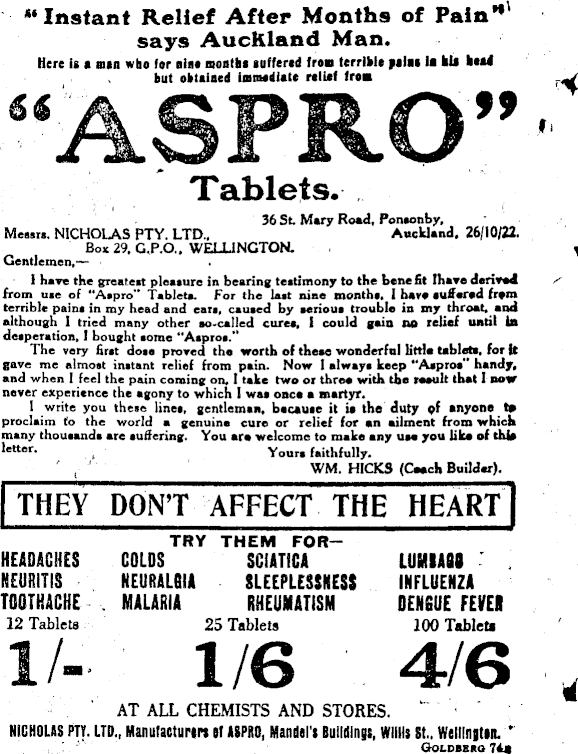 "Instant Relief After Months of Pain"
says Auckland Man.
Here is a man who for nine months suffered from terrible pains in his head
but obtained immediate relief from
"ASPRO"
Tablets.
36 St. Mary Road, Ponsonby,
Messrs. NICHOLAS PTY. LTD., Auckland, 26/10/22.
Box 29, G.P.O., WELLINGTON.
Gentlemen,—
I have the greatest pleasure in bearing testimony to the benefit Ihave derived
from use of "Aspro" Tablets. For the last nine months, I have suffered from
terrible pains in my head and ears, caused by serious trouble in my throat, and
although I tried many other so-called cures, I could gain no relief until in
desperation, I bought some "Aspros."
The very first dose proved the worth of these wonderful little tablets, for it
gave me almost instant relief from pain. Now I always keep "Aspros" handy,
and when I feel the pain coming on, I take two or three with the result that I now
never experience the agony to which I was once a martyr.
I write you these lines, gentleman, because it is the duty of anyone to
proclaim to the world a genuine cure or relief for an ailment from which
many thousands are suffering. You are welcome to make any use you like of this
letter.
Yours faithfully.
WM. HICKS (Coach Builder).
THEY DON'T AFFECT THE HEART
TRY THEM FOR—
HEADACHES COLDS SCIATICA LUMBAGO
NEURITIS NEURALGIA SLEEPLESSNESS INFLUENZA
TOOTHACHE MALARIA RHEUMATISM DENGUE FEVER
12 Tablets 25 Tablets 100 Tablets
1/- 1/6 4/6
AT ALL CHEMISTS AND STORES.
NICHOLAS PTY. LTD., Manufacturers of ASPRO, Mandel's Buildings, Willis St., Wellington.
GOLDBERG